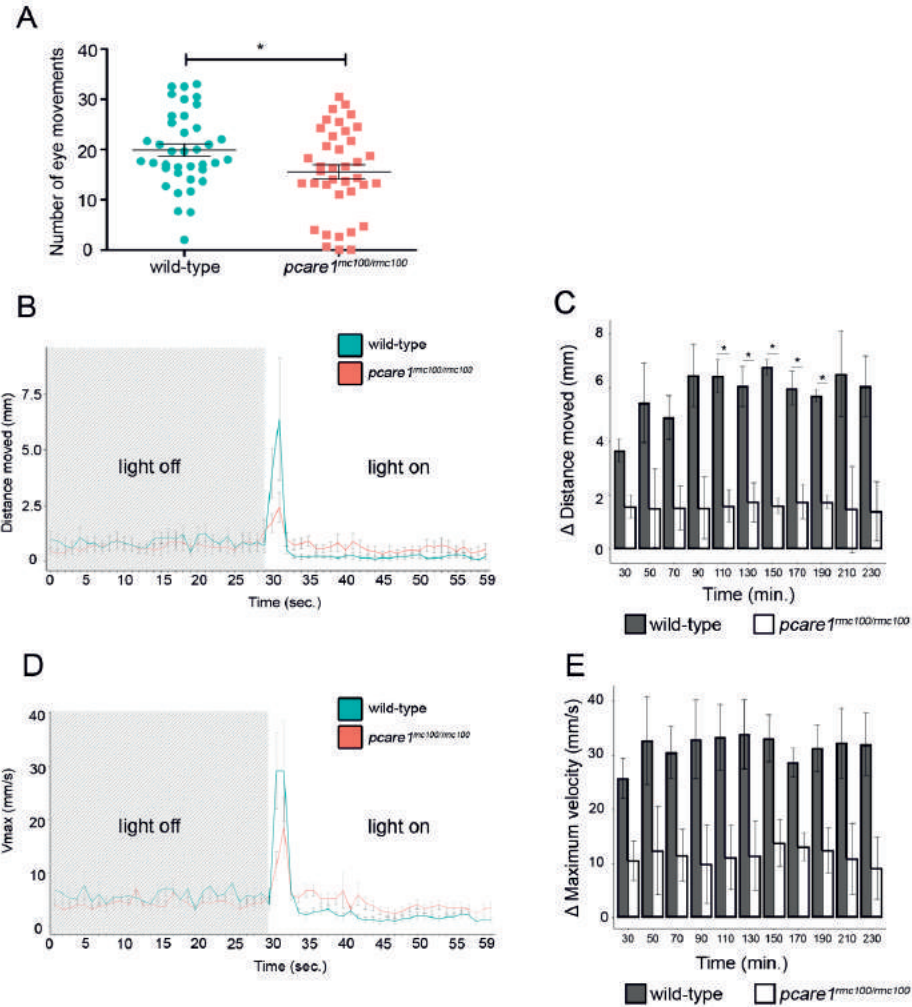 A
Number of eye movements
40
30
20
10
0
*
wild-type
pcare1rmc100/rmc100
B
Distance moved (mm)
7.5
5.0
2.5
0
wild-type
pcare1rmc100/rmc100
light off
light on
0 5 10 15 20 25 30 35 40 45 50 55 59
Time (sec.)
C
Δ Distance moved (mm)
8
6
4
2
0
* * * * *
30 50 70 90 110 130 150 170 190 210 230
Time (min.)
wild-type
pcare1rmc100/rmc100
D
Vmax (mm/s)
40
30
20
10
0
wild-type
pcare1rmc100/rmc100
light off
light on
0 5 10 15 20 25 30 35 40 45 50 55 59
Time (sec.)
E
Δ Maximum velocity (mm/s)
40
30
20
10
0
30 50 70 90 110 130 150 170 190 210 230
Time (min.)
wild-type
pcare1rmc100/rmc100